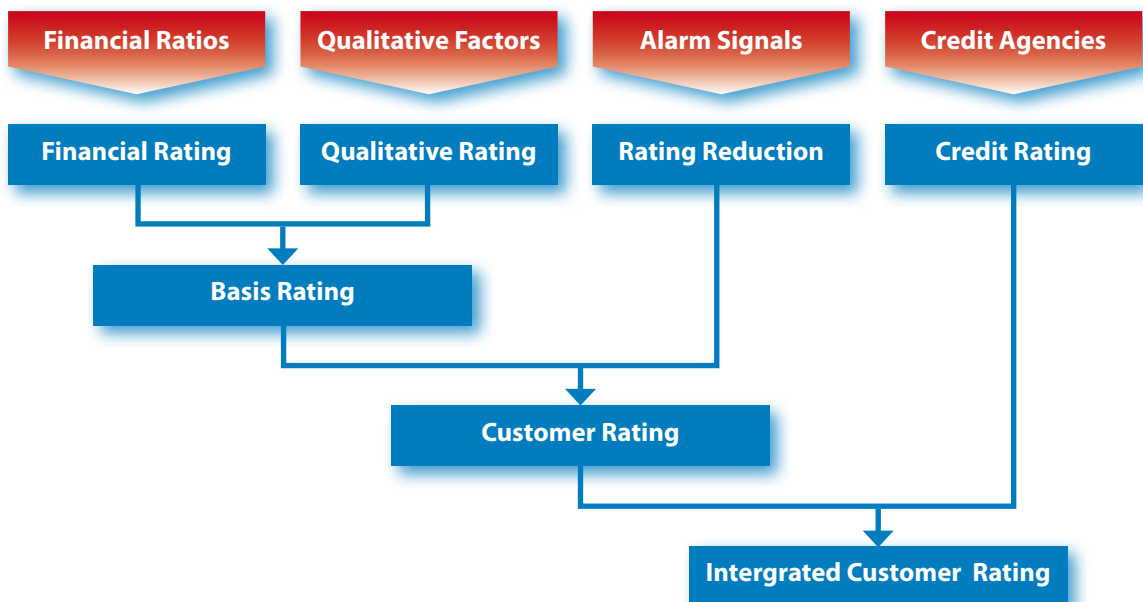 Financial Ratios
Qualitative Factors
Alarm Signals
Credit Agencies
Financial Rating
Qualitative Rating
Rating Reduction
Credit Rating
Basis Rating
Customer Rating
Intergrated Customer Rating